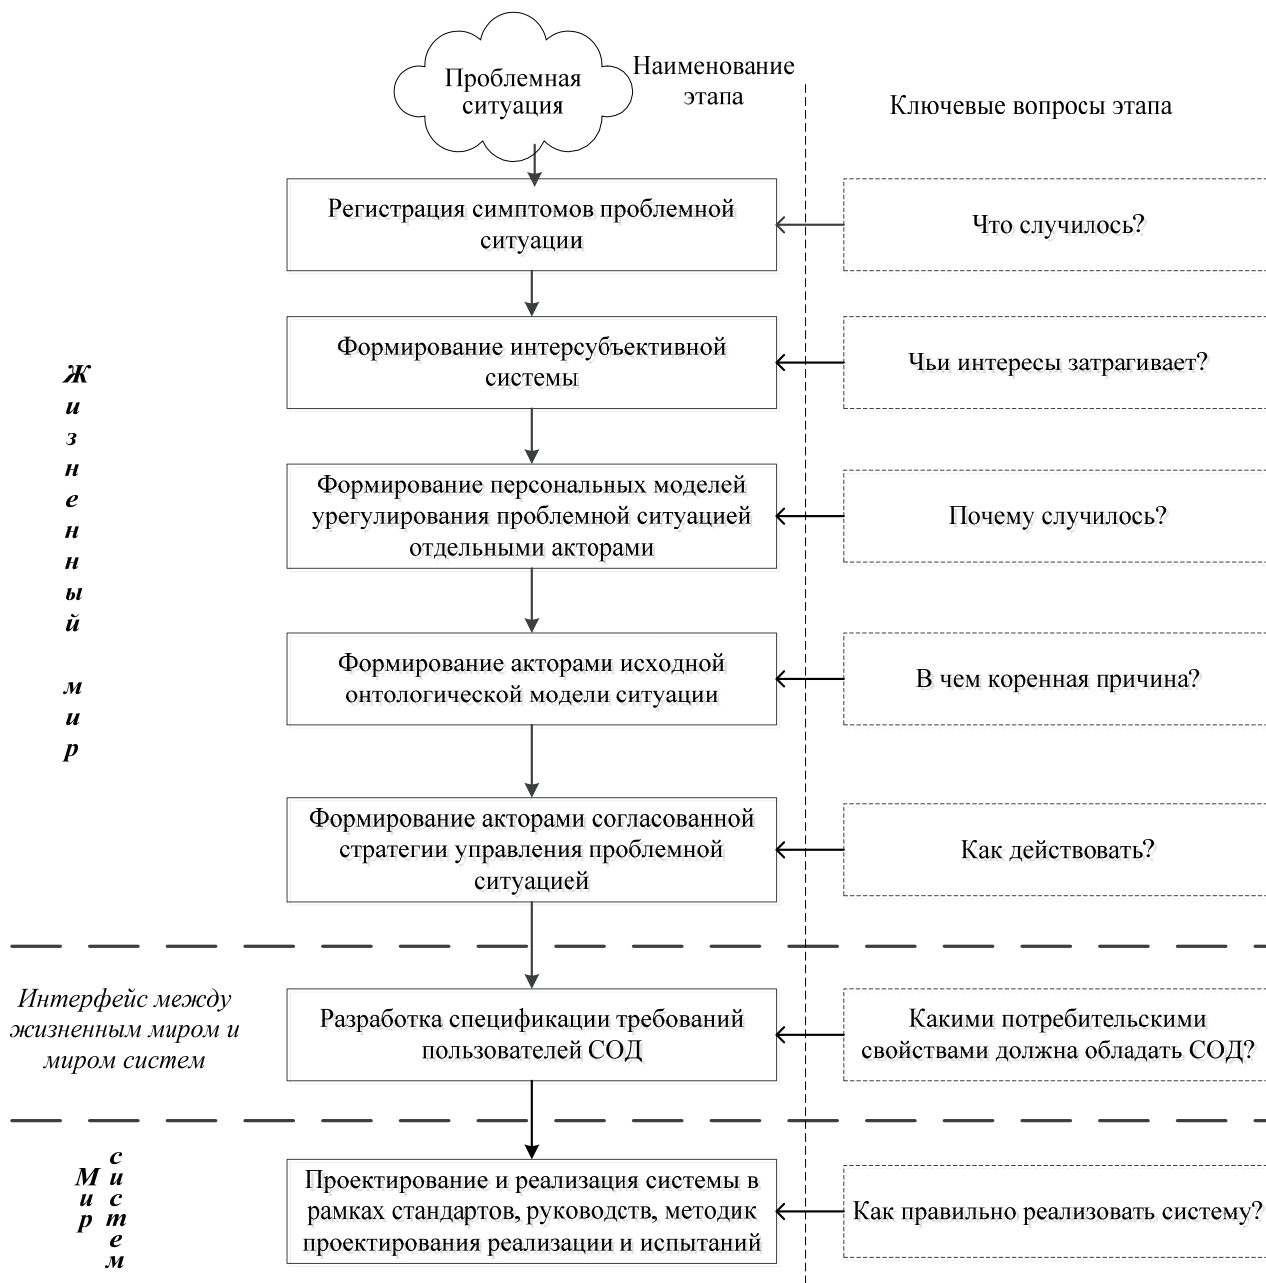 Проблемная
ситуация
Наименование
этапа
Ключевые вопросы этапа
Регистрация симптомов проблемной
ситуации
Что случилось?
Формирование интерсубъективной
системы
Чьи интересы затрагивает?
Жизненный мир
Формирование персональных моделей
урегулирования проблемной ситуацией
отдельными акторами
Почему случилось?
Формирование акторами исходной
онтологической модели ситуации
В чем коренная причина?
Формирование акторами согласованной
стратегии управления проблемной
ситуацией
Как действовать?
Интерфейс между
жизненным миром и
миром систем
Разработка спецификации требований
пользователей СОД
Какими потребительскими
свойствами должна обладать СОД?
Мир
систем
Проектирование и реализация системы в
рамках стандартов, руководств, методик
проектирования реализации и испытаний
Как правильно реализовать систему?